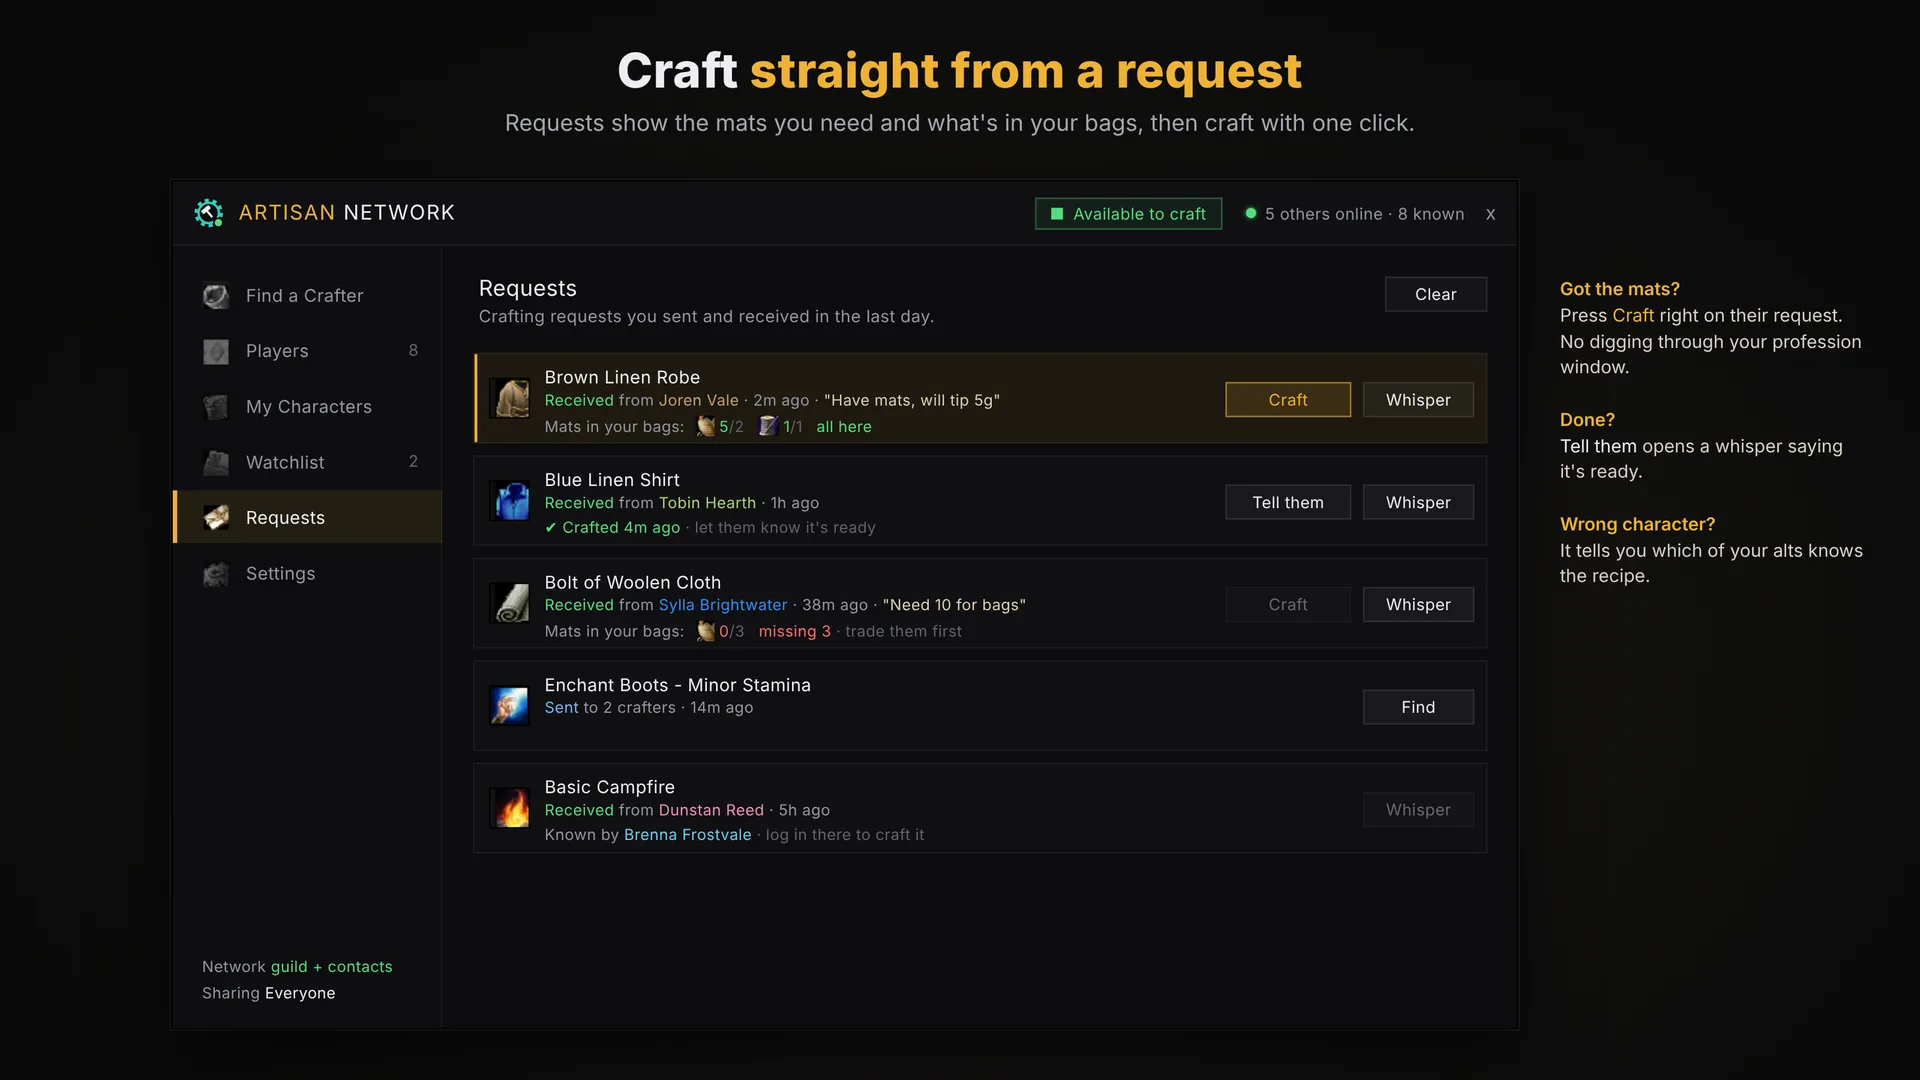 Craft straight from a request
Requests show the mats you need and what's in your bags, then craft with one click.
ARTISAN NETWORK
Available to craft
5 others online · 8 known
X
Find a Crafter
Players 8
My Characters
Watchlist 2
Requests
Settings
Network guild + contacts
Sharing Everyone
Requests
Crafting requests you sent and received in the last day.
Clear
Brown Linen Robe
Received from Joren Vale · 2m ago · "Have mats, will tip 5g"
Mats in your bags: 5/2 1/1 all here
Craft
Whisper
Blue Linen Shirt
Received from Tobin Hearth · 1h ago
✔ Crafted 4m ago · let them know it's ready
Tell them
Whisper
Bolt of Woolen Cloth
Received from Sylla Brightwater · 38m ago · "Need 10 for bags"
Mats in your bags: 0/3 missing 3 · trade them first
Craft
Whisper
Enchant Boots - Minor Stamina
Sent to 2 crafters · 14m ago
Find
Basic Campfire
Received from Dunstan Reed · 5h ago
Known by Brenna Frostvale · log in there to craft it
Whisper
Got the mats?
Press Craft right on their request.
No digging through your profession
window.
Done?
Tell them opens a whisper saying
it's ready.
Wrong character?
It tells you which of your alts knows
the recipe.